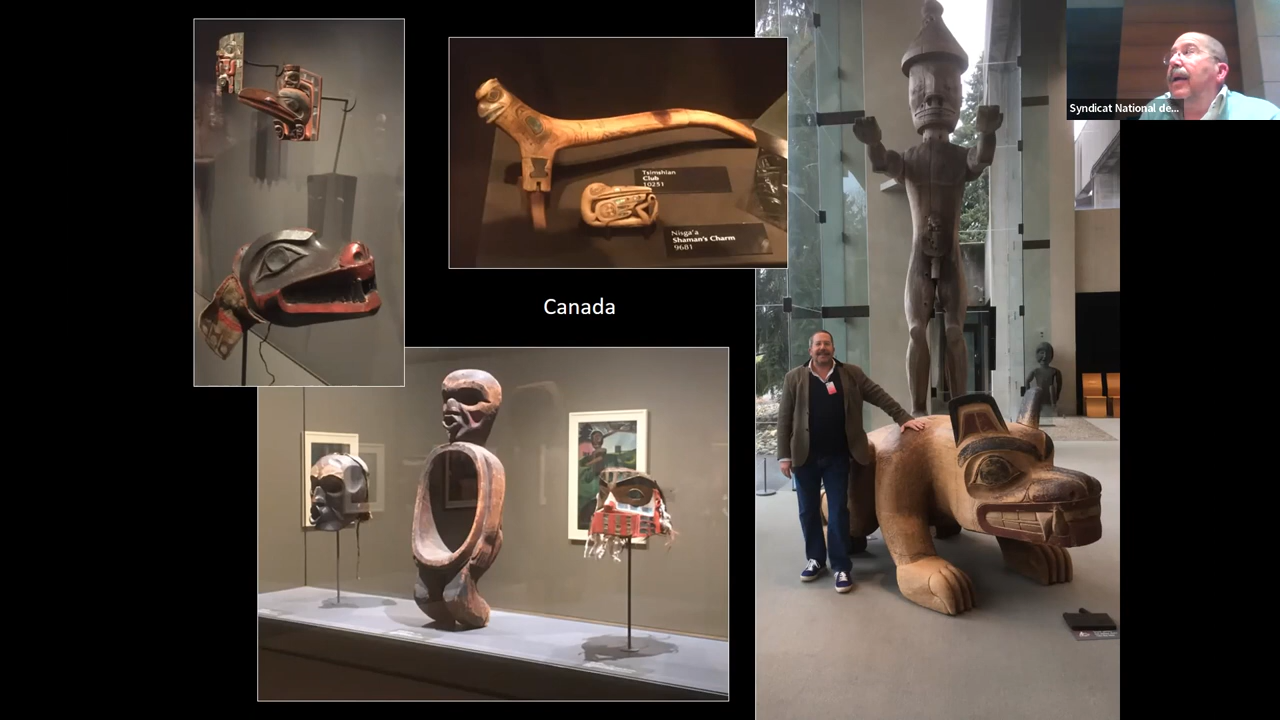 Syndicat National de...
Tsimshian
Club
10251
Nisga'a
Shaman's Charm
9681
Canada